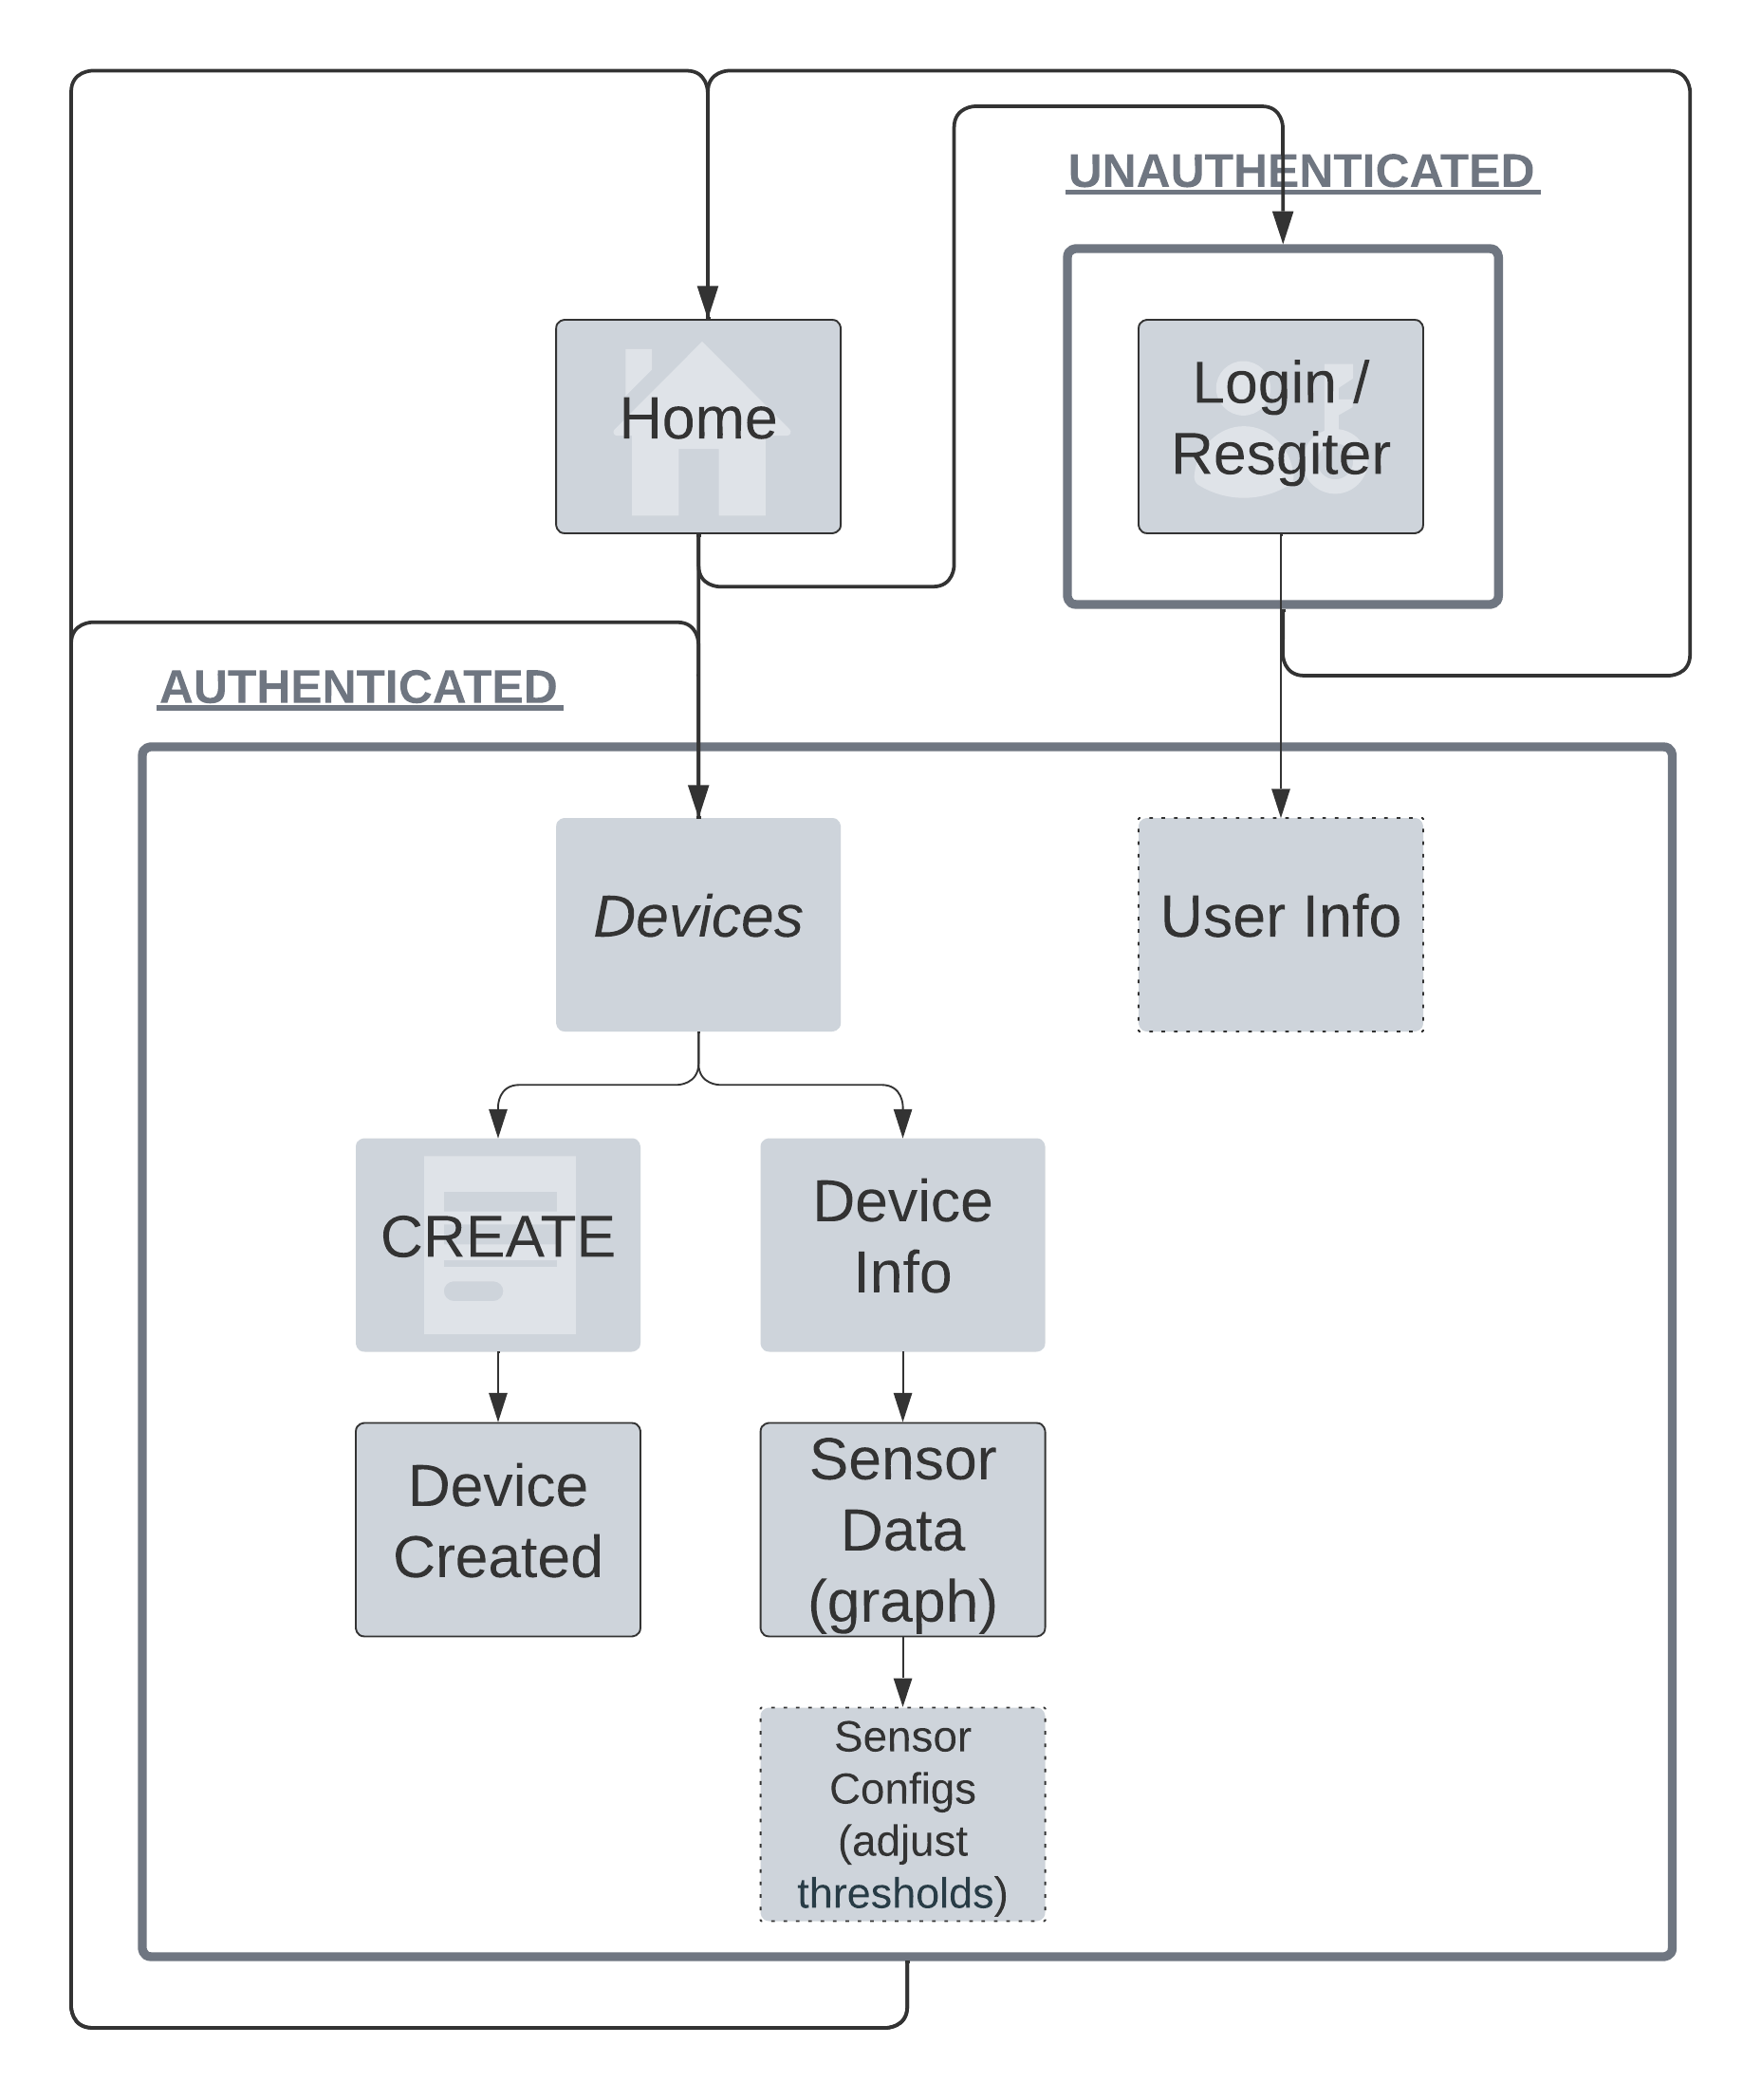 UNAUTHENTICATED
Home
Login /
Resgiter
AUTHENTICATED
Devices
User Info
CREATE
Device
Info
Device
Created
Sensor
Data
(graph)
Sensor
Configs
(adjust
thresholds)